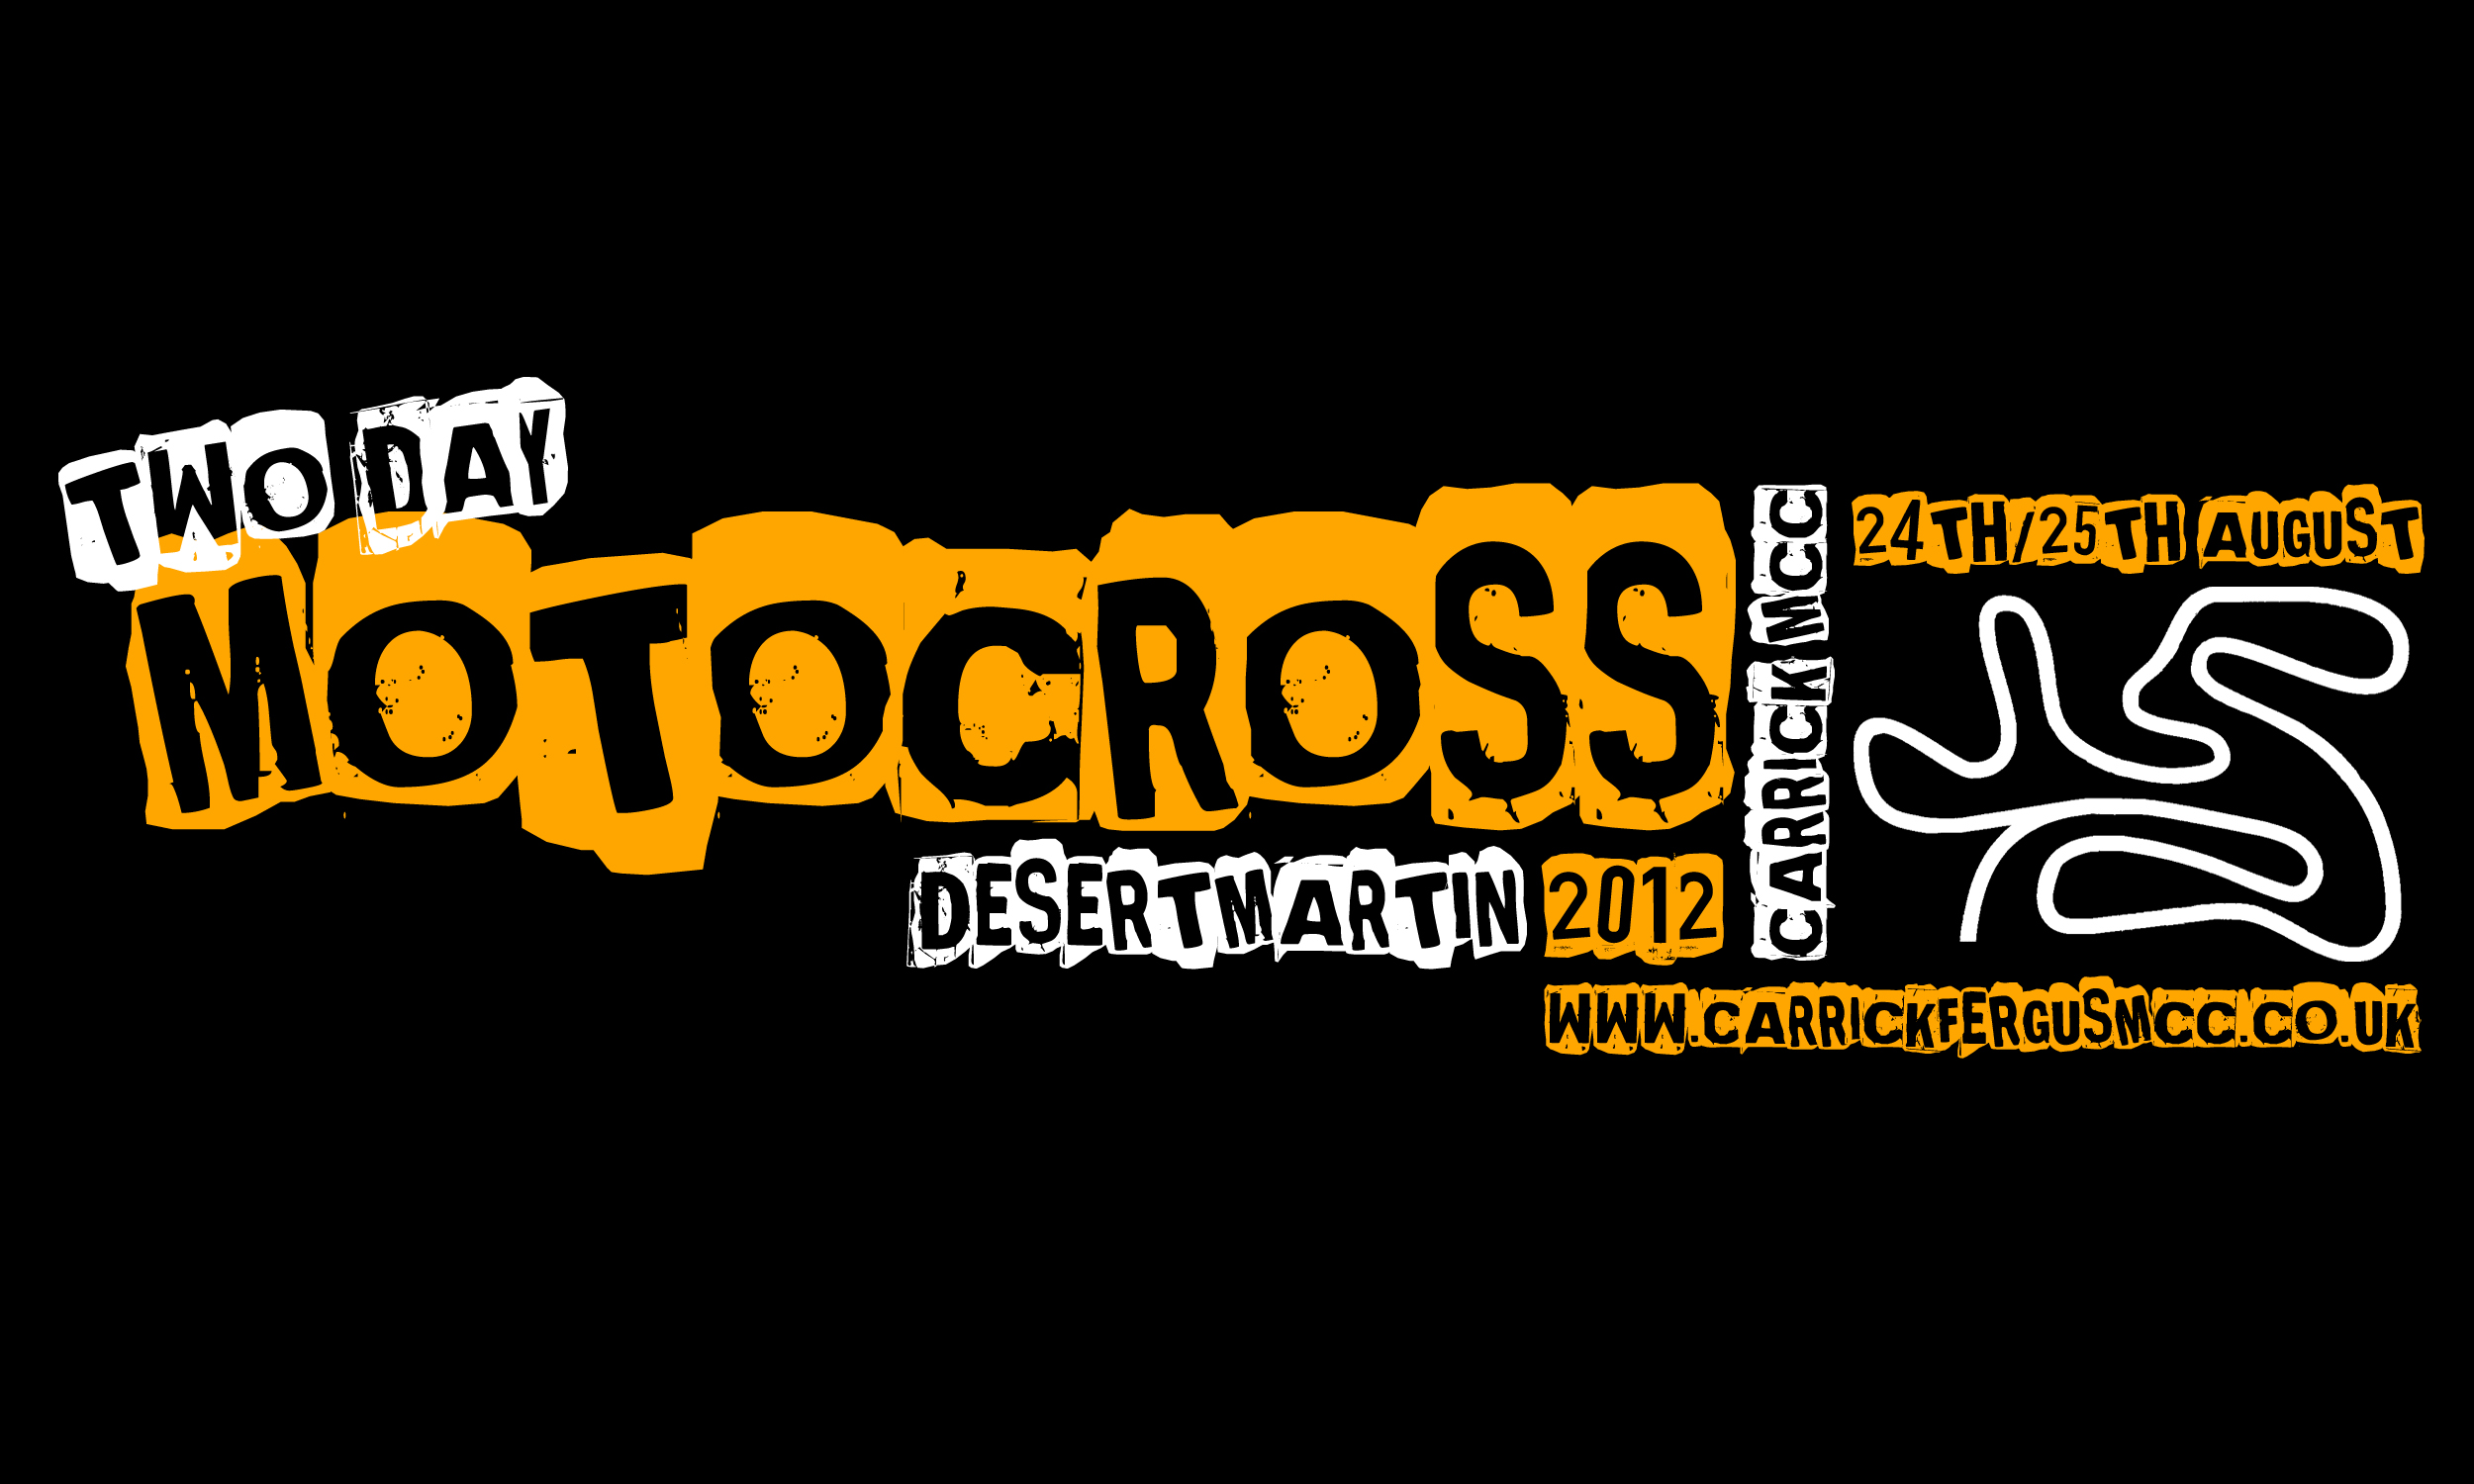 TWO DAY
MOTOCROSS
DESERTMARTIN 2012
CARRICK MCC
24TH/25TH AUGUST
WWW.CARRICKFERGUSMCC.CO.UK